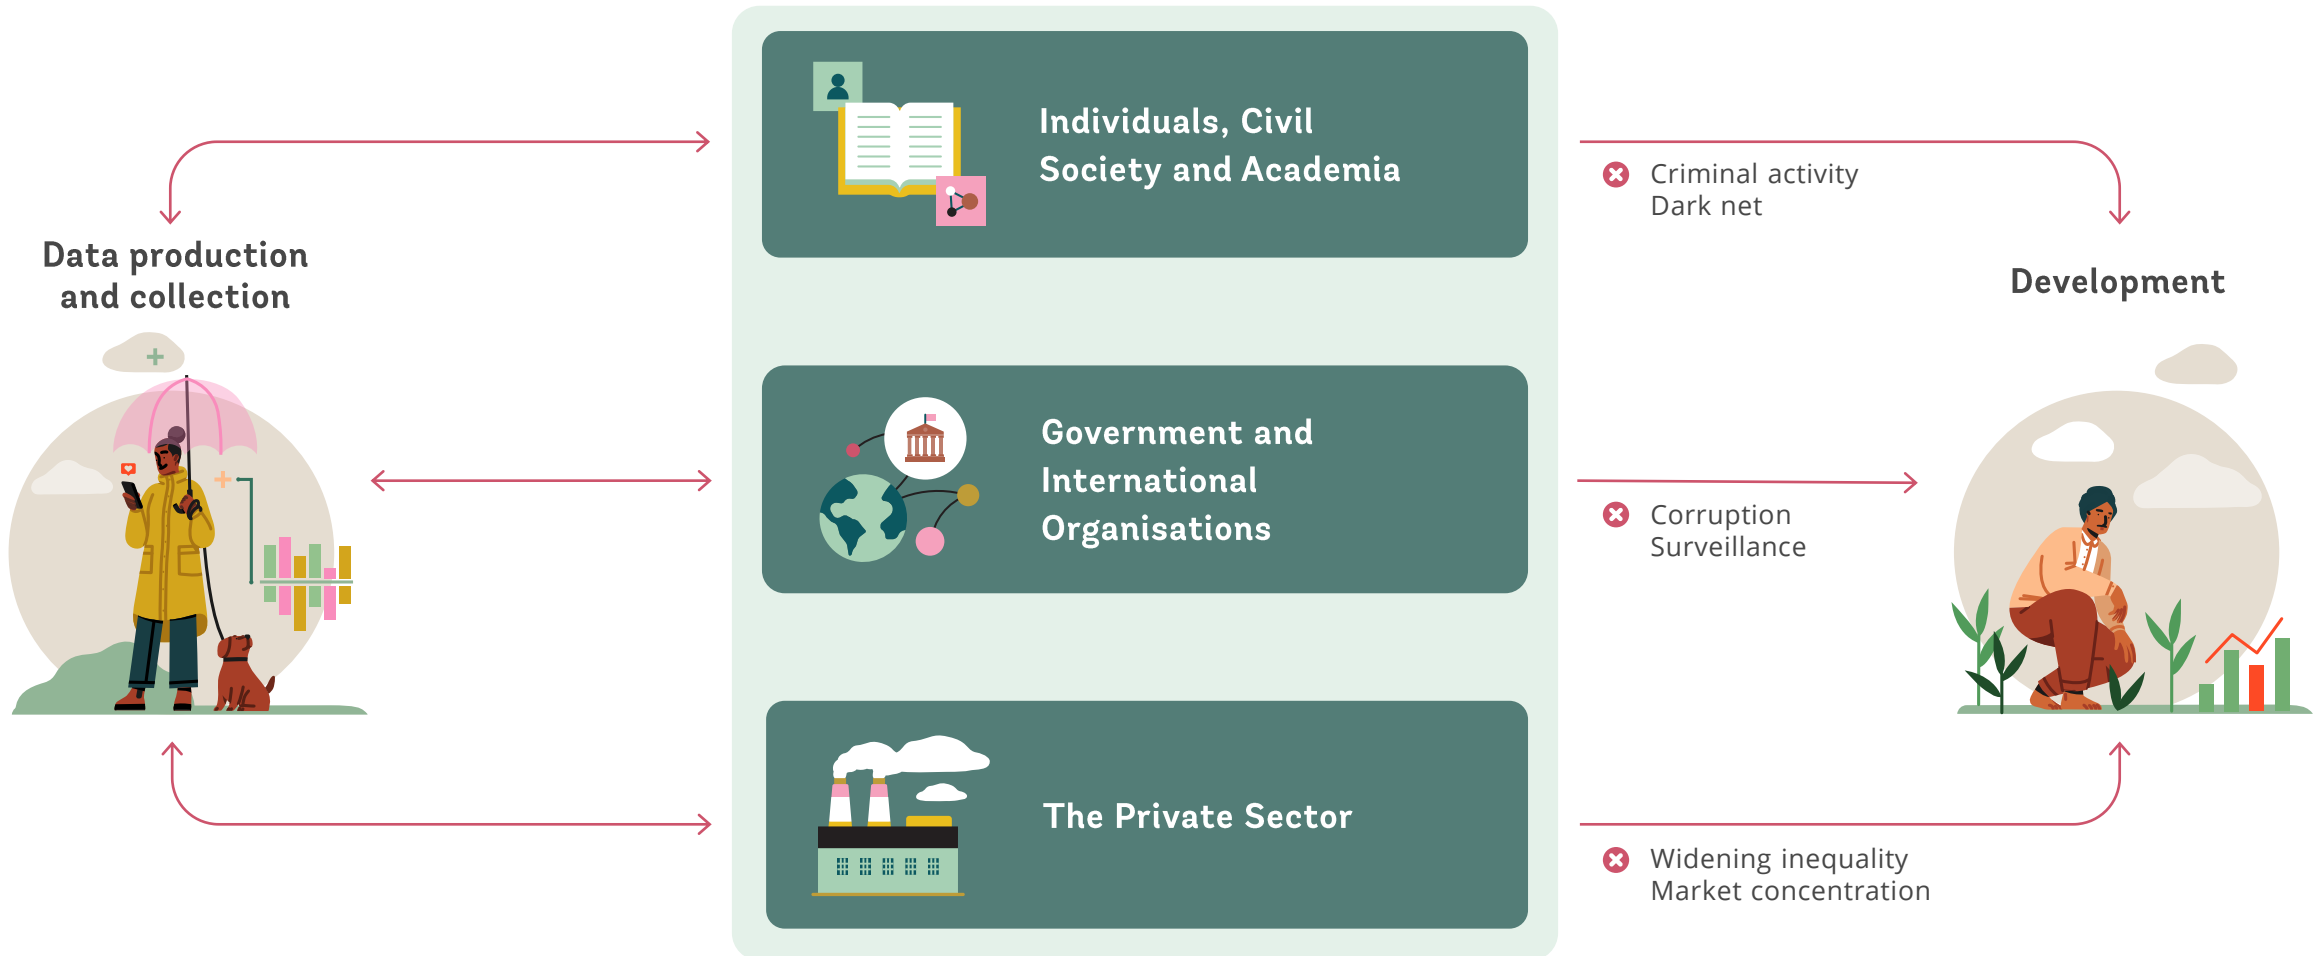 Data production
and collection
Individuals, Civil
Society and Academia
Government and
International
Organisations
The Private Sector
Criminal activity
Dark net
Corruption
Surveillance
Widening inequality
Market concentration
Development